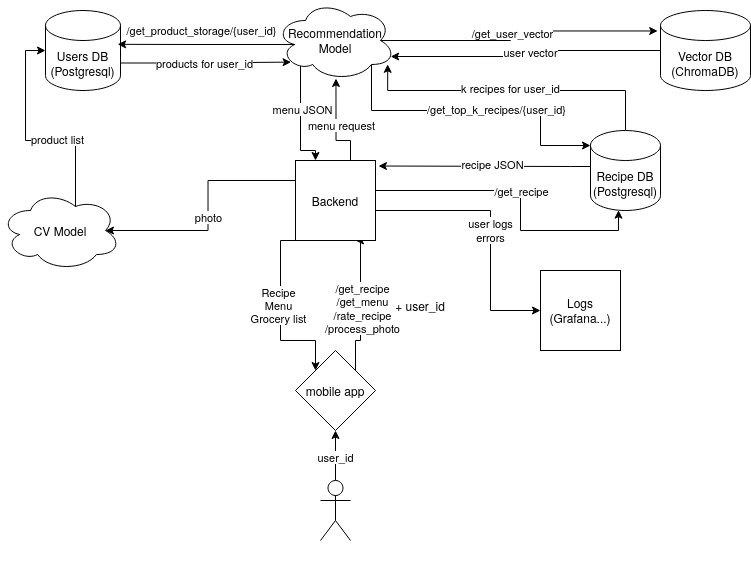 /get_product_storage/{user_id}
Recommendation
Model
/get_user_vector
Users DB
(Postgresql)
products for user_id
user vector
Vector DB
(ChromaDB)
k recipes for user_id
menu JSON
/get_top_k_recipes/{user_id}
menu request
product list
recipe JSON
Recipe DB
(Postgresql)
Backend
/get_recipe
photo
CV Model
user logs
errors
Recipe
Menu
Grocery list
/get_recipe
/get_menu
/rate_recipe
/process_photo
+ user_id
Logs
(Grafana...)
mobile app
user_id